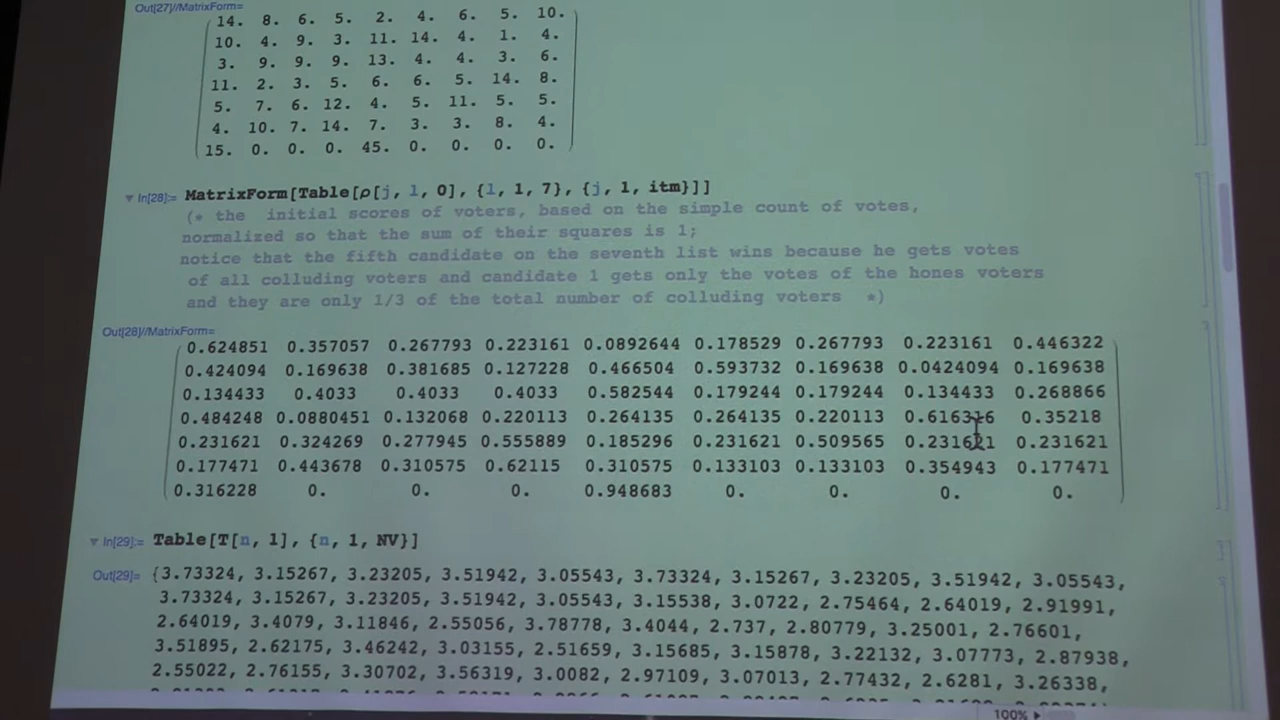 Out[27]//MatrixForm=
14. 8. 6. 5. 2. 4. 6. 5. 10.
10. 4. 9. 3. 11. 14. 4. 1. 4.
3. 9. 9. 9. 13. 4. 4. 3. 6.
11. 2. 3. 5. 6. 6. 5. 14. 8.
5. 7. 6. 12. 4. 5. 11. 5. 5.
4. 10. 7. 14. 7. 3. 3. 8. 4.
15. 0. 0. 0. 45. 0. 0. 0. 0.
In[28]:= MatrixForm[Table[ρ[j, l, 0], {l, 1, 7}, {j, 1, itm}]]
(* the initial scores of voters, based on the simple count of votes,
normalized so that the sum of their squares is 1;
notice that the fifth candidate on the seventh list wins because he gets votes
of all colluding voters and candidate 1 gets only the votes of the hones voters
and they are only 1/3 of the total number of colluding voters *)
Out[28]//MatrixForm=
0.624851 0.357057 0.267793 0.223161 0.0892644 0.178529 0.267793 0.223161 0.446322
0.424094 0.169638 0.381685 0.127228 0.466504 0.593732 0.169638 0.0424094 0.169638
0.134433 0.4033 0.4033 0.4033 0.582544 0.179244 0.179244 0.134433 0.268866
0.484248 0.0880451 0.132068 0.220113 0.264135 0.264135 0.220113 0.616316 0.35218
0.231621 0.324269 0.277945 0.555889 0.185296 0.231621 0.509565 0.231621 0.231621
0.177471 0.443678 0.310575 0.62115 0.310575 0.133103 0.133103 0.354943 0.177471
0.316228 0. 0. 0. 0.948683 0. 0. 0. 0.
In[29]:= Table[T[n, 1], {n, 1, NV}]
Out[29]= {3.73324, 3.15267, 3.23205, 3.51942, 3.05543, 3.73324, 3.15267, 3.23205, 3.51942, 3.05543,
3.73324, 3.15267, 3.23205, 3.51942, 3.05543, 3.15538, 3.0722, 2.75464, 2.64019, 2.91991,
2.64019, 3.4079, 3.11846, 2.55056, 3.78778, 3.4044, 2.737, 2.80779, 3.25001, 2.76601,
3.51895, 2.62175, 3.46242, 3.03155, 2.51659, 3.15685, 3.15878, 3.22132, 3.07773, 2.87938,
2.55022, 2.76155, 3.30702, 3.56319, 3.0082, 2.97109, 3.07013, 2.77432, 2.6281, 3.26338,
100%